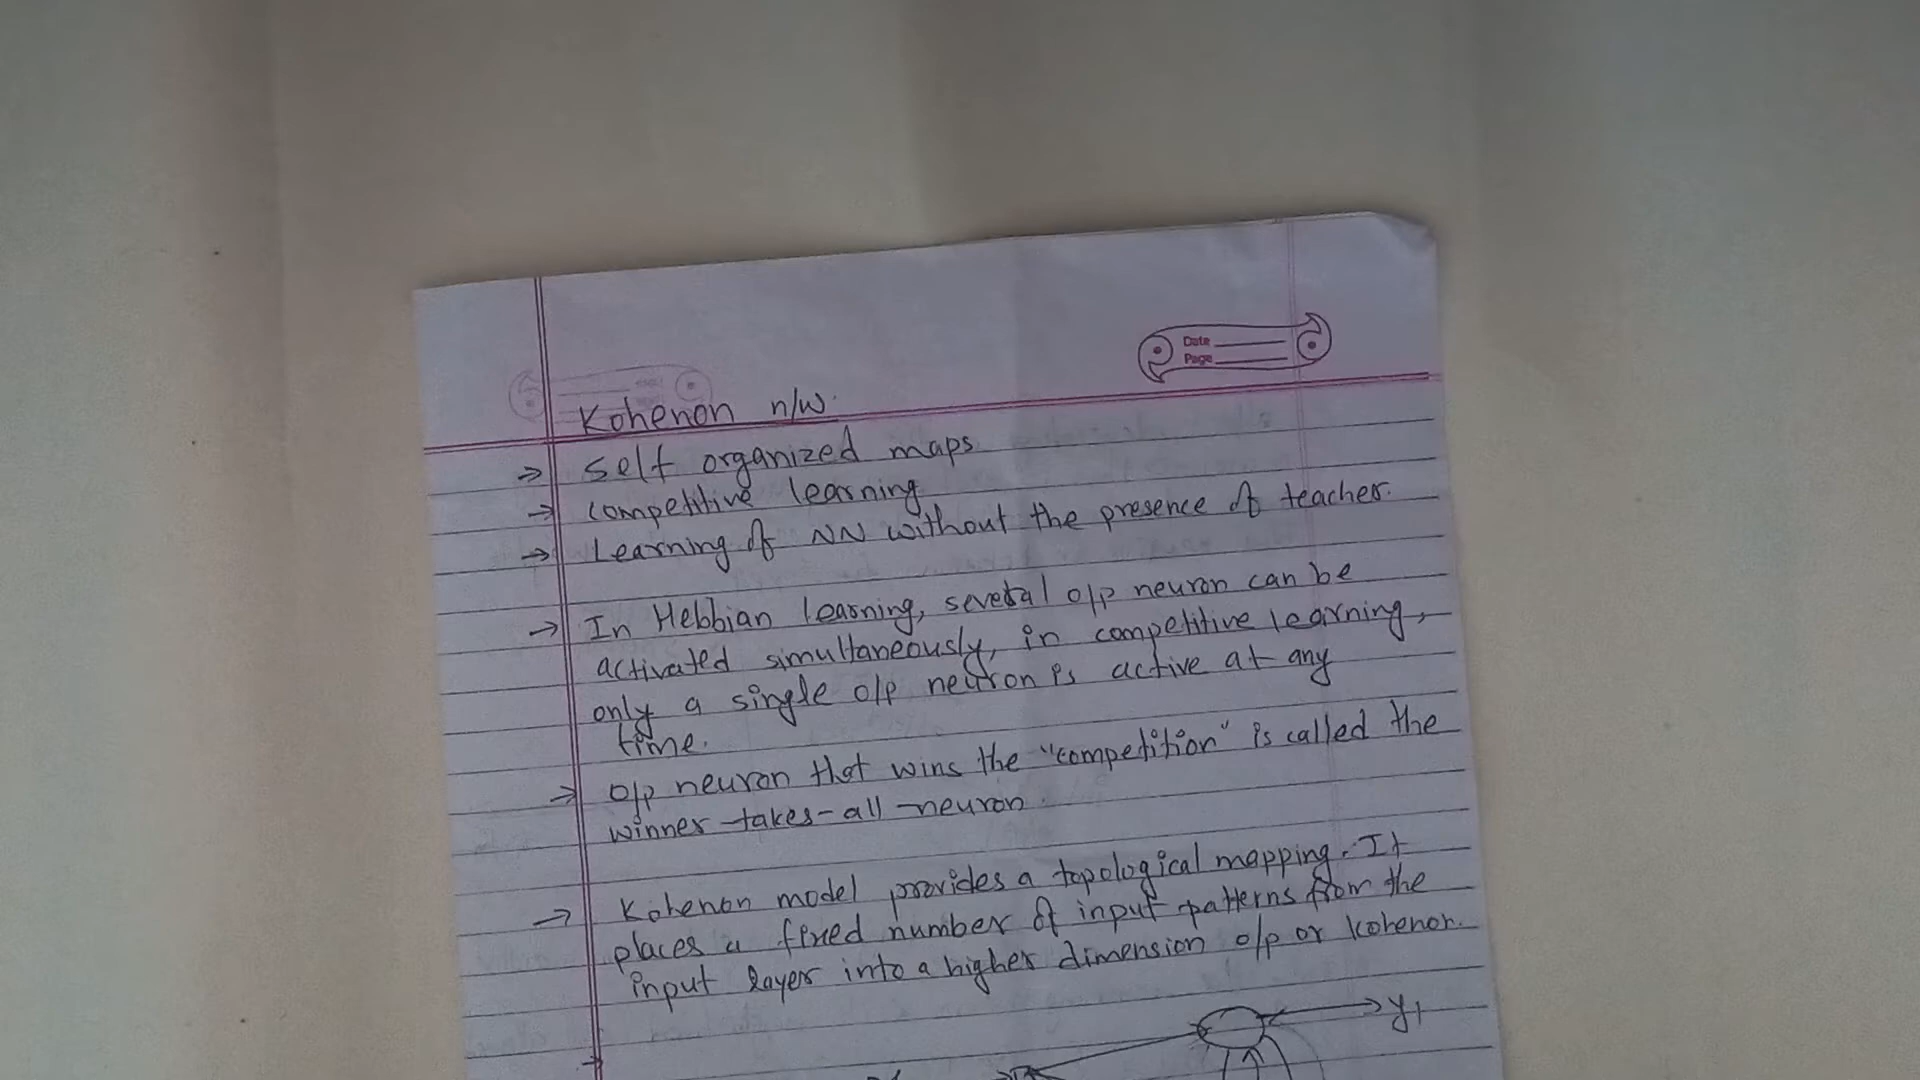 Date
Page
Kohenon n/w.
→ Self organized maps
→ Competitive learning
→ Learning of NN without the presence of teacher.
→ In Hebbian learning, several o/p neuron can be
activated simultaneously, in competitive learning,
only a single o/p neuron is active at any
time.
→ O/p neuron that wins the "competition" is called the
winner-takes-all-neuron.
→ Kohenon model provides a topological mapping. It
places a fixed number of input patterns from the
input layer into a higher dimension o/p or Kohenon.
y1